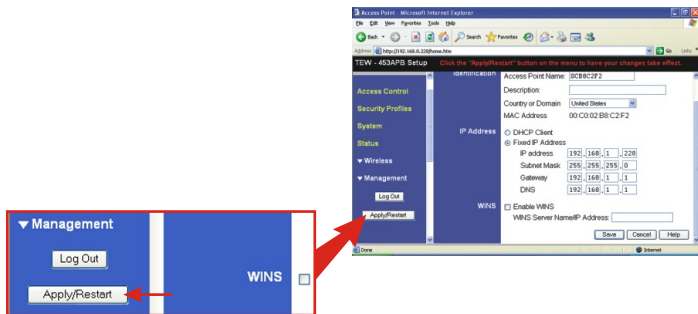 Access Point - Microsoft Internet Explorer
File Edit View Favorites Tools Help
Back Search Favorites
Address http://192.168.0.228/home.htm Go Links
TEW - 453APB Setup Click the "Apply/Restart" button on the menu to have your changes take effect.
Identification Access Point Name: SCB8C2F2
Access Control Description:
Security Profiles Country or Domain United States
MAC Address 00:C0:02:B8:C2:F2
System
IP Address DHCP Client
Status Fixed IP Address
Wireless IP address 192 . 168 . 1 . 228
Subnet Mask 255 . 255 . 255 . 0
Management Gateway 192 . 168 . 1 . 1
DNS 192 . 168 . 1 . 1
Log Out
WINS Enable WINS
Apply/Restart WINS Server Name/IP Address:
Save Cancel Help
Done Internet
Management
Log Out
WINS
Apply/Restart